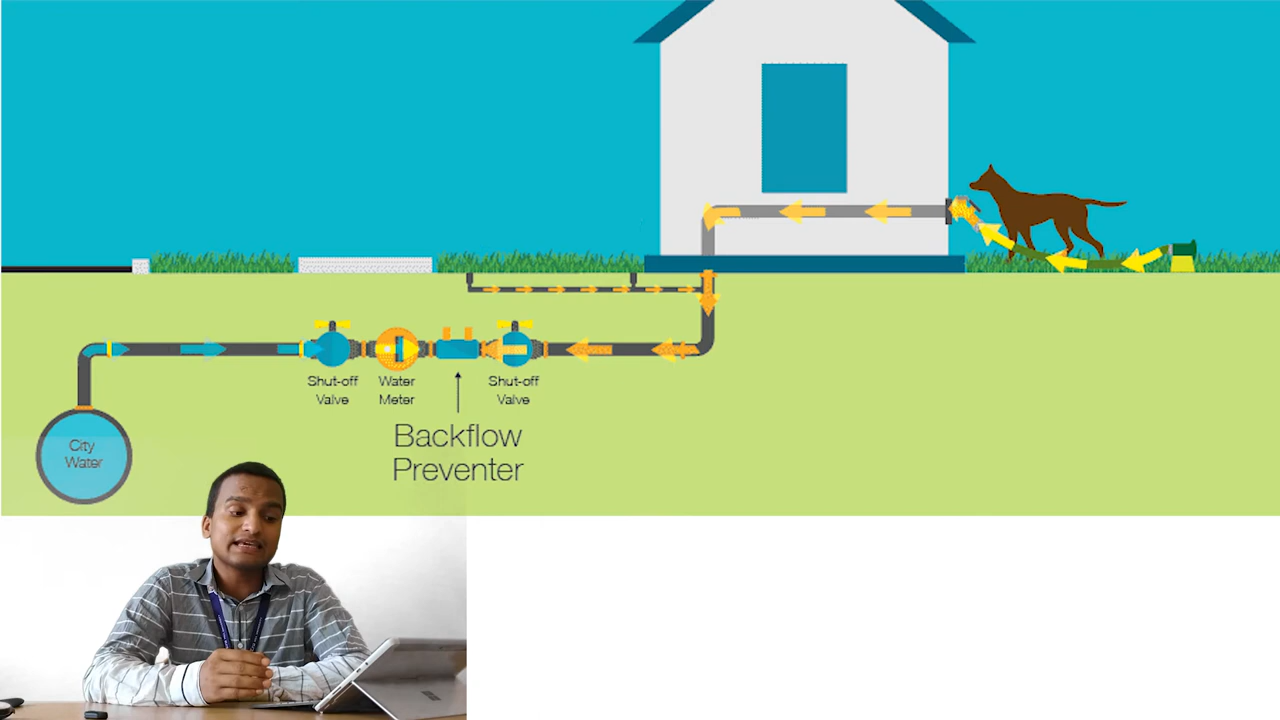 Shut-off
Valve
Water
Meter
Shut-off
Valve
Backflow
Preventer
City
Water